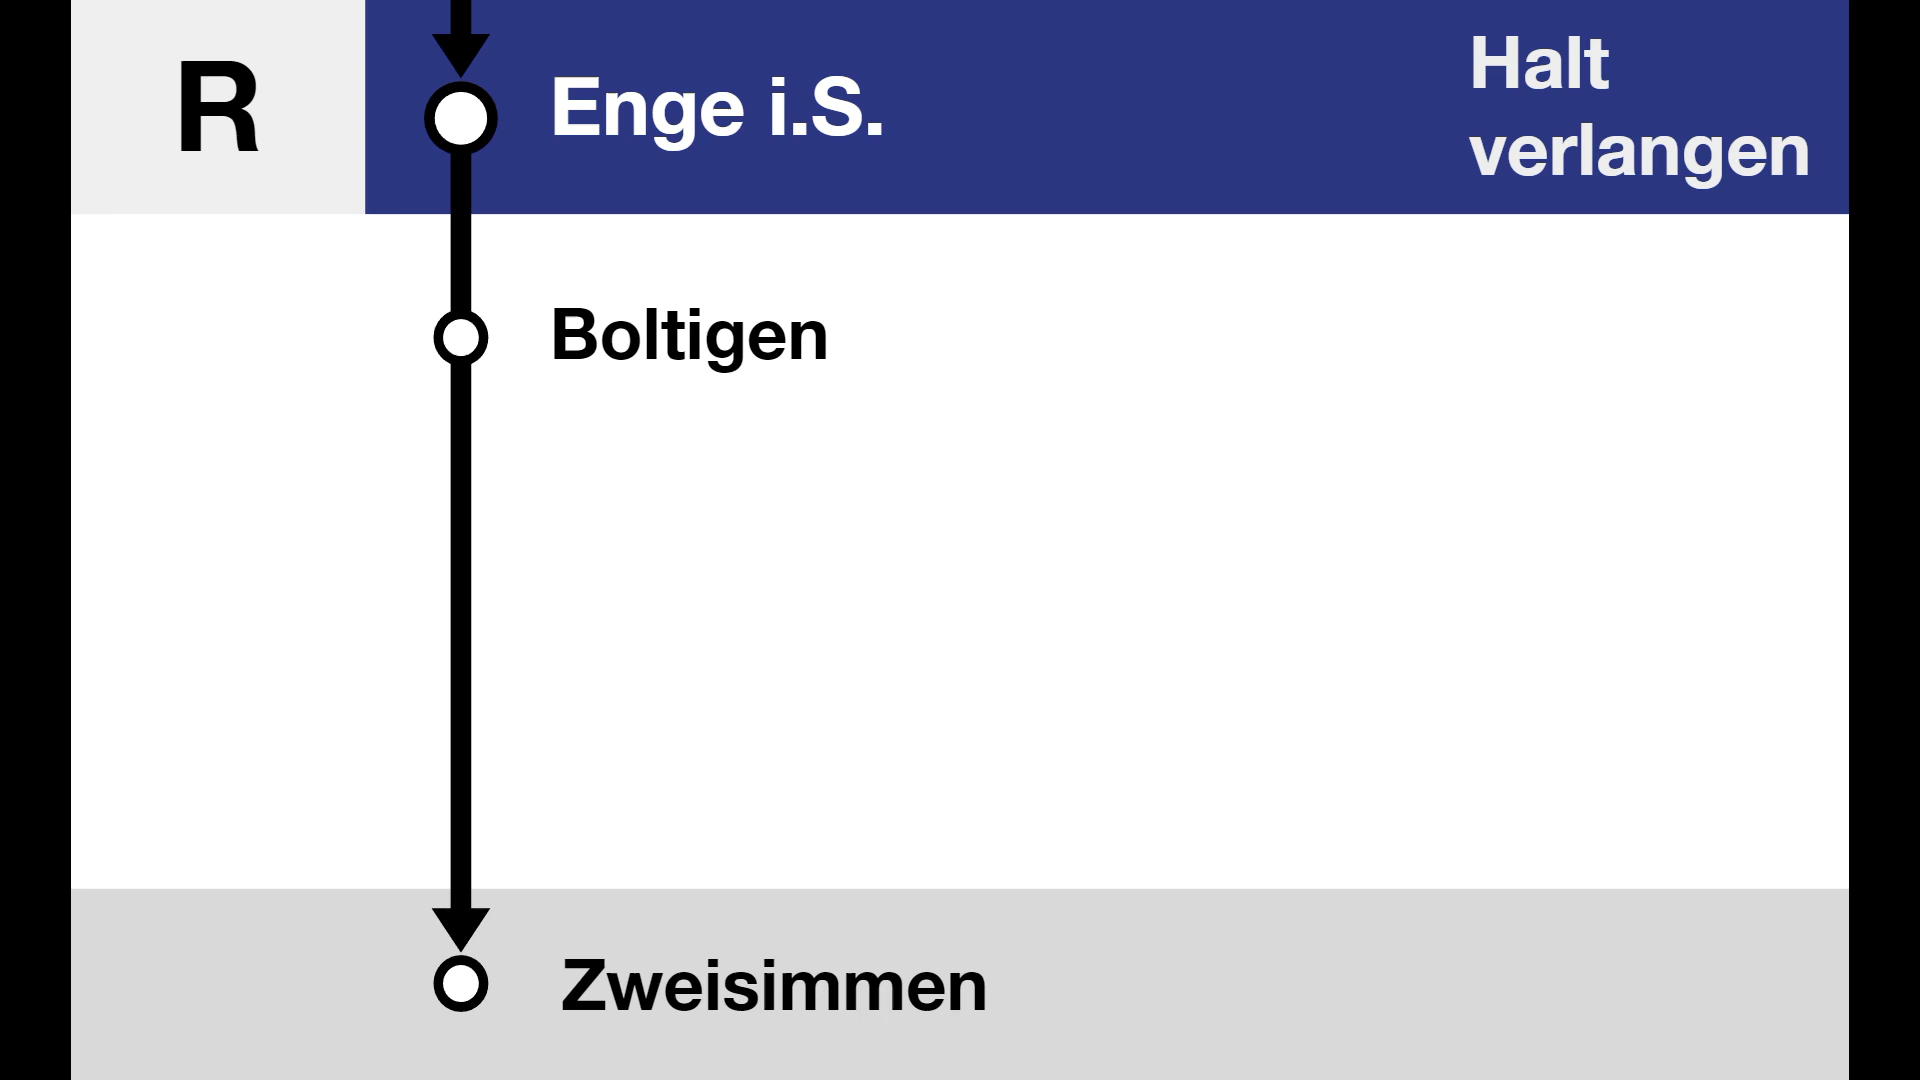 R
Enge i.S.
Halt
verlangen
Boltigen
Zweisimmen